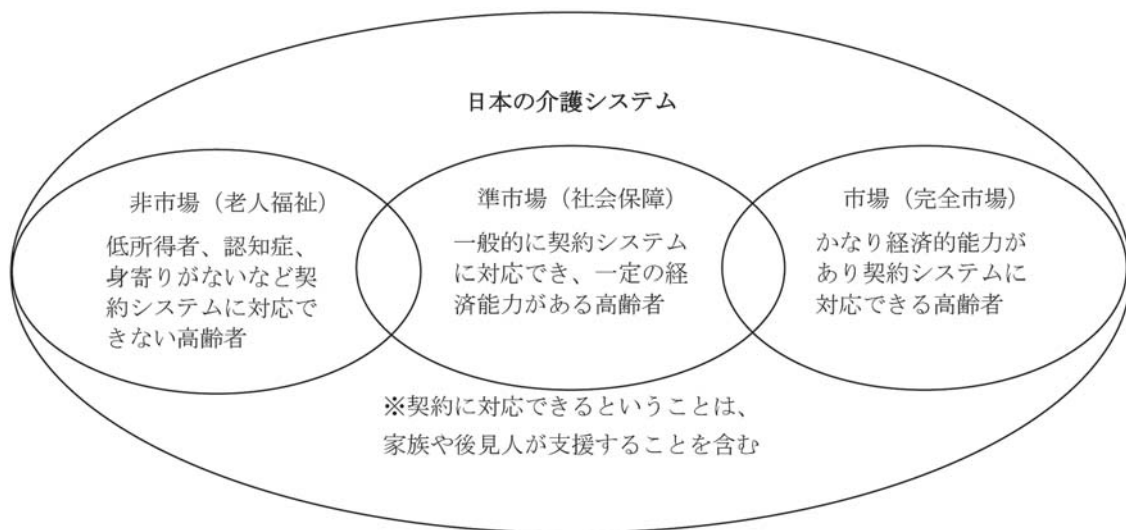 日本の介護システム
非市場（老人福祉）
低所得者、認知症、
身寄りがないなど契
約システムに対応で
きない高齢者
準市場（社会保障）
一般的に契約システム
に対応でき、一定の経
済能力がある高齢者
市場（完全市場）
かなり経済的能力が
あり契約システムに
対応できる高齢者
※契約に対応できるということは、
家族や後見人が支援することを含む